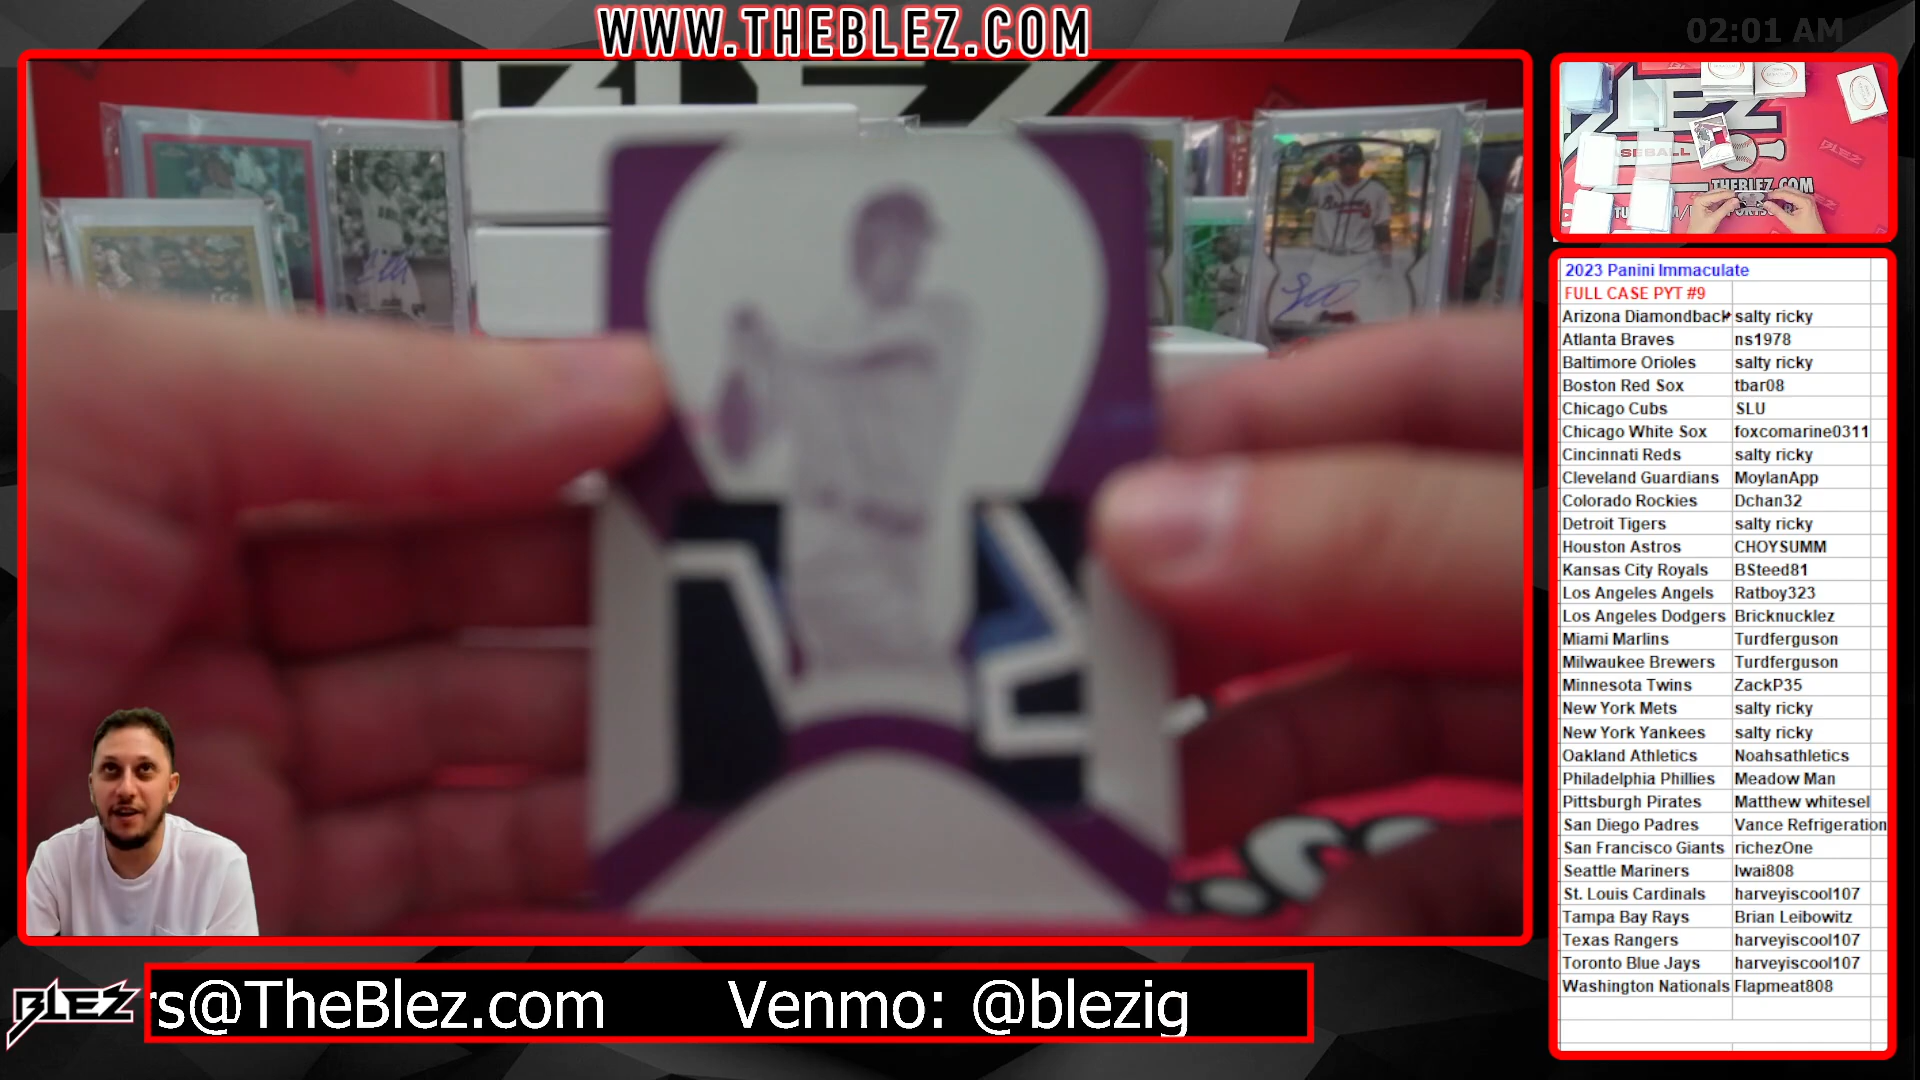 WWW.THEBLEZ.COM
02:01 AM
BLEZ
BASEBALL
THEBLEZ.COM
2023 Panini Immaculate
FULL CASE PYT #9
Arizona Diamondback salty ricky
Atlanta Braves ns1978
Baltimore Orioles salty ricky
Boston Red Sox tbar08
Chicago Cubs SLU
Chicago White Sox foxcomarine0311
Cincinnati Reds salty ricky
Cleveland Guardians MoylanApp
Colorado Rockies Dchan32
Detroit Tigers salty ricky
Houston Astros CHOYSUMM
Kansas City Royals BSteed81
Los Angeles Angels Ratboy323
Los Angeles Dodgers Bricknucklez
Miami Marlins Turdferguson
Milwaukee Brewers Turdferguson
Minnesota Twins ZackP35
New York Mets salty ricky
New York Yankees salty ricky
Oakland Athletics Noahsathletics
Philadelphia Phillies Meadow Man
Pittsburgh Pirates Matthew whitesel
San Diego Padres Vance Refrigeration
San Francisco Giants richezOne
Seattle Mariners lwai808
St. Louis Cardinals harveyiscool107
Tampa Bay Rays Brian Leibowitz
Texas Rangers harveyiscool107
Toronto Blue Jays harveyiscool107
Washington Nationals Flapmeat808
BLEZ
rs@TheBlez.com Venmo: @blezig